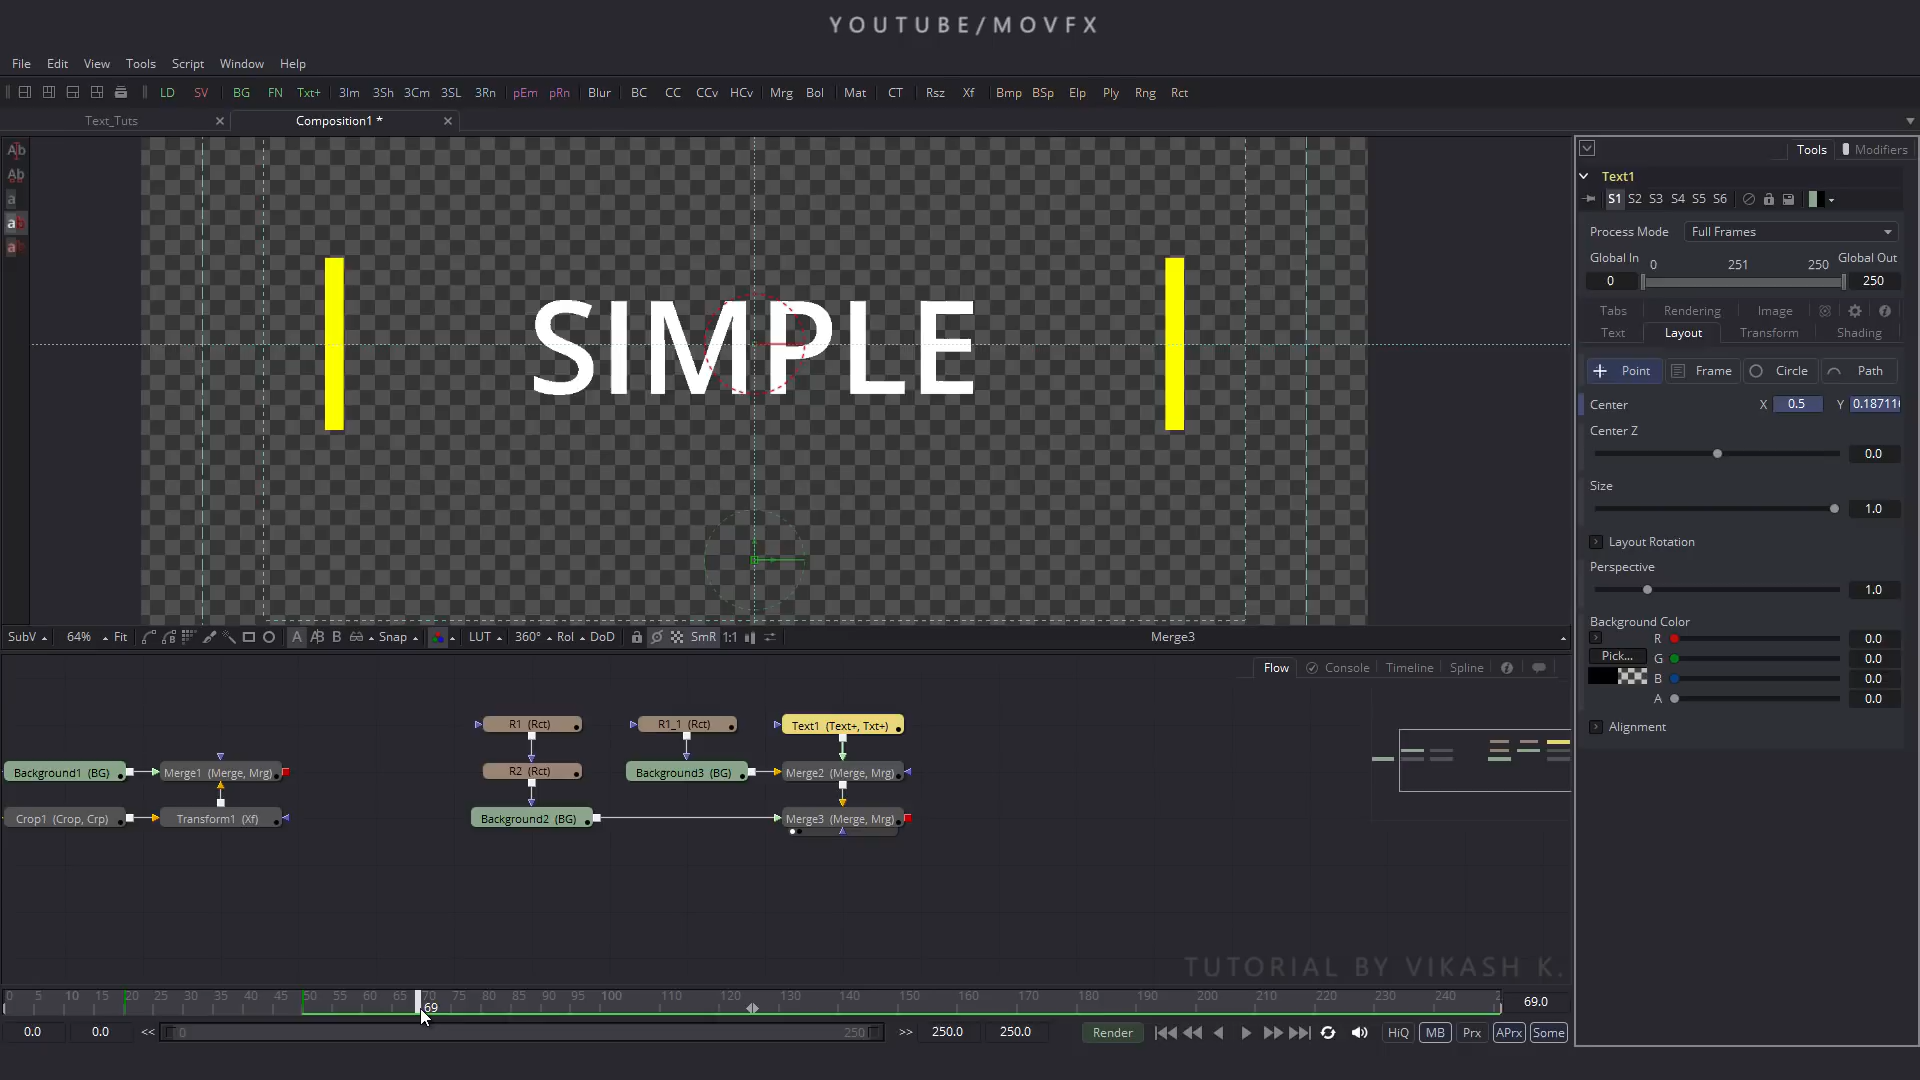 YOUTUBE/MOVFX
File Edit View Tools Script Window Help
LD SV BG FN Txt+ 3Im 3Sh 3Cm 3SL 3Rn pEm pRn Blur BC CC CCv HCv Mrg Bol Mat CT Rsz Xf Bmp BSp Elp Ply Rng Rct
Text_Tuts Composition1 *
Ab
Ab
a
ab
a
SIMPLE
SubV 64% Fit A B Snap LUT 360° RoI DoD SmR 1:1 Merge3
Flow Console Timeline Spline
R1 (Rct) R1_1 (Rct) Text1 (Text+, Txt+)
Background1 (BG) Merge1 (Merge, Mrg) R2 (Rct) Background3 (BG) Merge2 (Merge, Mrg)
Crop1 (Crop, Crp) Transform1 (Xf) Background2 (BG) Merge3 (Merge, Mrg)
TUTORIAL BY VIKASH K.
0 5 10 15 20 25 30 35 40 45 50 55 60 65 70 75 80 85 90 95 100 110 120 130 140 150 160 170 180 190 200 210 220 230 240 69.0
69
0.0 0.0 << 0 250 >> 250.0 250.0 Render HiQ MB Prx APrx Some
Tools Modifiers
Text1
S1 S2 S3 S4 S5 S6
Process Mode Full Frames
Global In 0 251 250 Global Out
0 250
Tabs Rendering Image
Text Layout Transform Shading
Point Frame Circle Path
Center X 0.5 Y 0.18711
Center Z
0.0
Size
1.0
Layout Rotation
Perspective
1.0
Background Color
R 0.0
Pick... G 0.0
B 0.0
A 0.0
Alignment